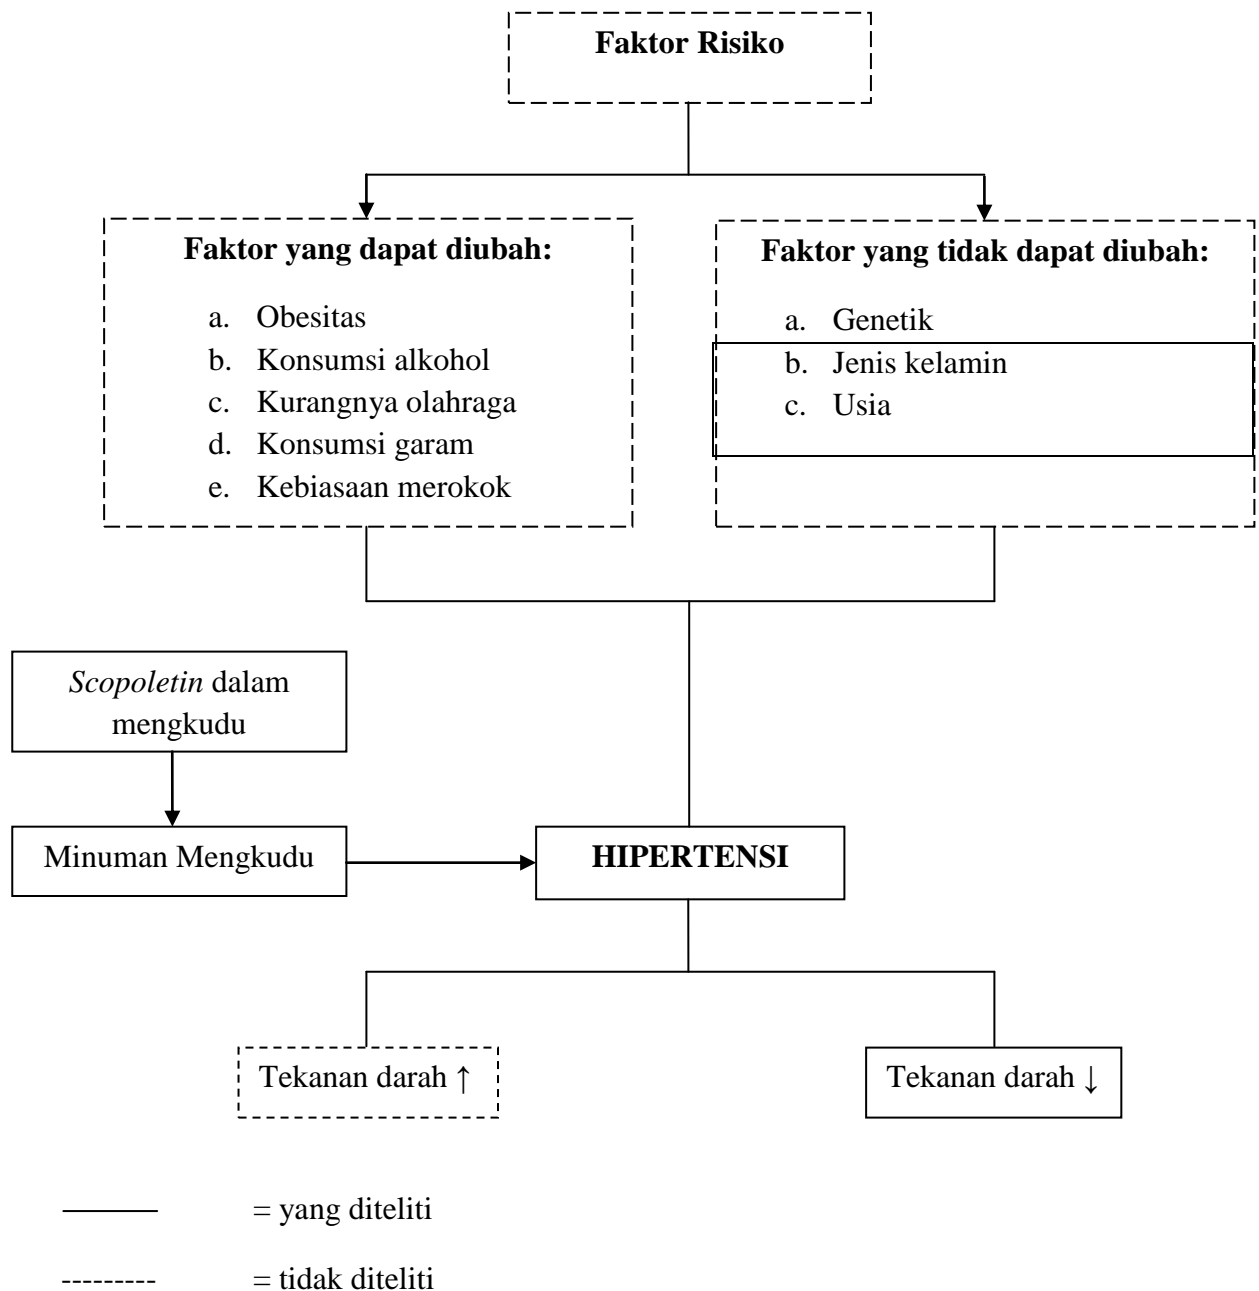 Faktor Risiko
Faktor yang dapat diubah:
a. Obesitas
b. Konsumsi alkohol
c. Kurangnya olahraga
d. Konsumsi garam
e. Kebiasaan merokok
Faktor yang tidak dapat diubah:
a. Genetik
b. Jenis kelamin
c. Usia
Scopoletin dalam
mengkudu
Minuman Mengkudu
HIPERTENSI
Tekanan darah ↑
Tekanan darah ↓
= yang diteliti
= tidak diteliti